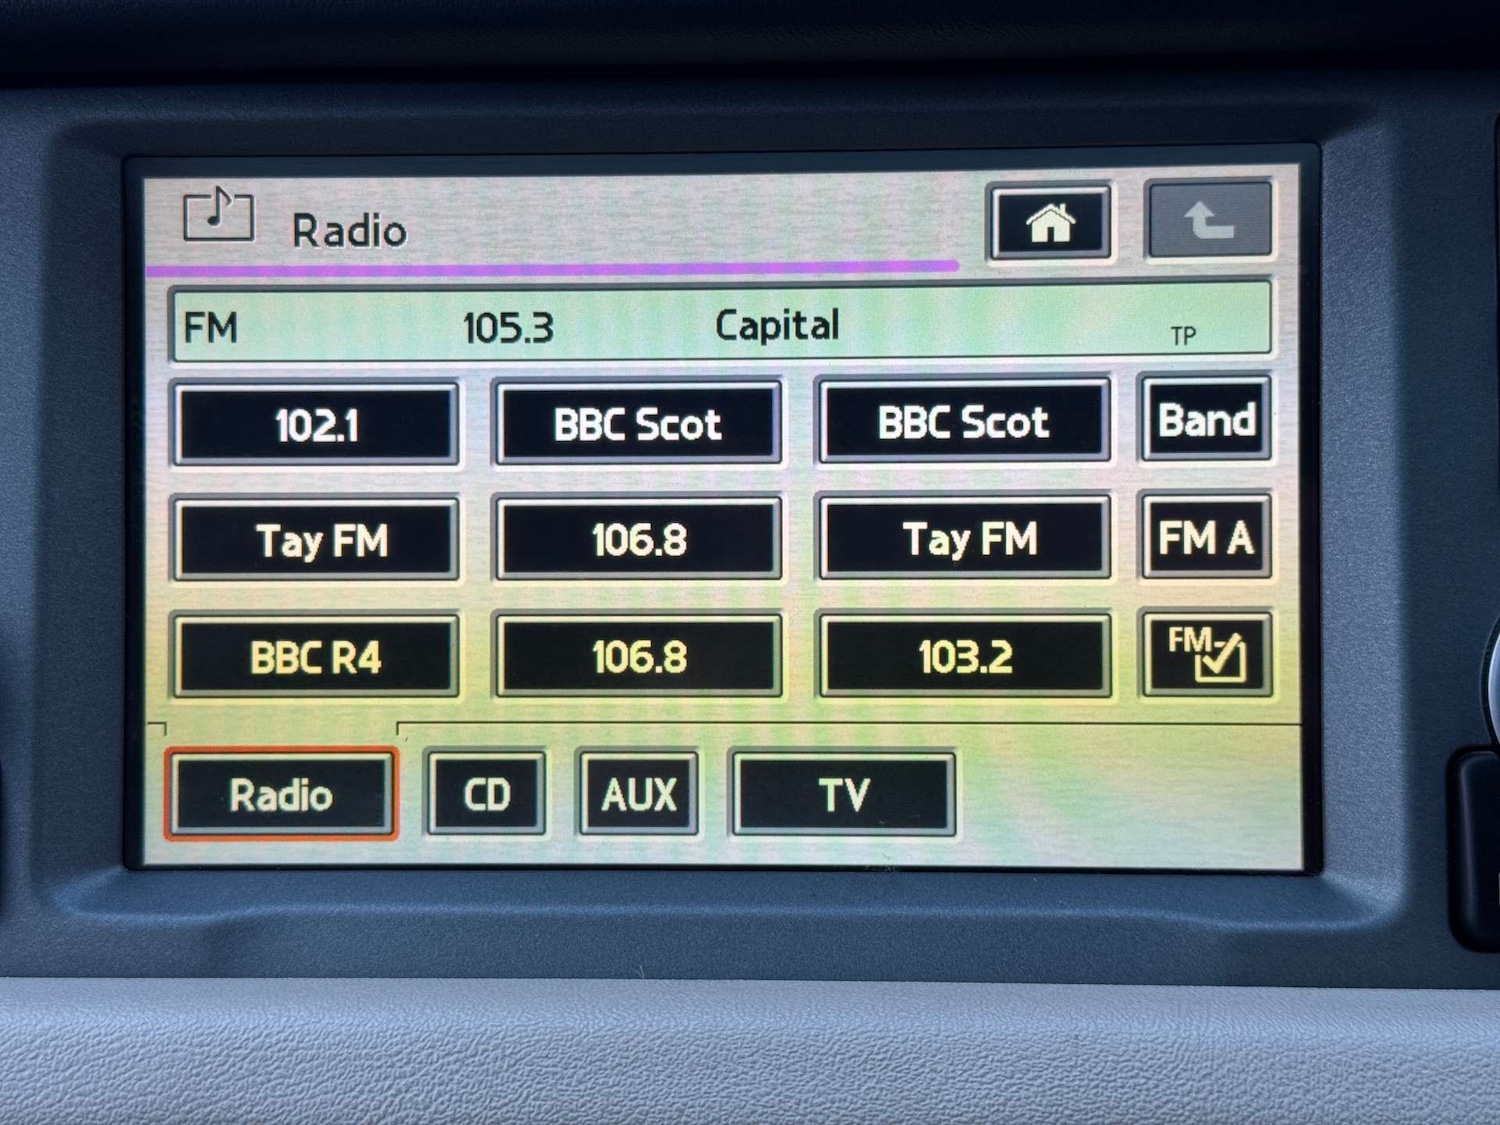 Radio
FM 105.3 Capital TP
102.1 BBC Scot BBC Scot Band
Tay FM 106.8 Tay FM FM A
BBC R4 106.8 103.2 FM
Radio CD AUX TV